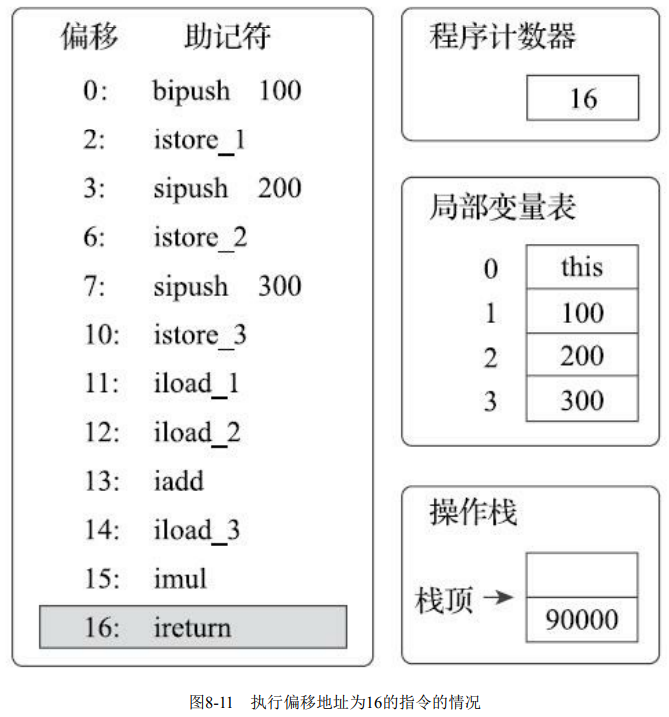 偏移 助记符
0: bipush 100
2: istore_1
3: sipush 200
6: istore_2
7: sipush 300
10: istore_3
11: iload_1
12: iload_2
13: iadd
14: iload_3
15: imul
16: ireturn
程序计数器
16
局部变量表
0 this
1 100
2 200
3 300
操作栈
栈顶
90000
图8-11 执行偏移地址为16的指令的情况